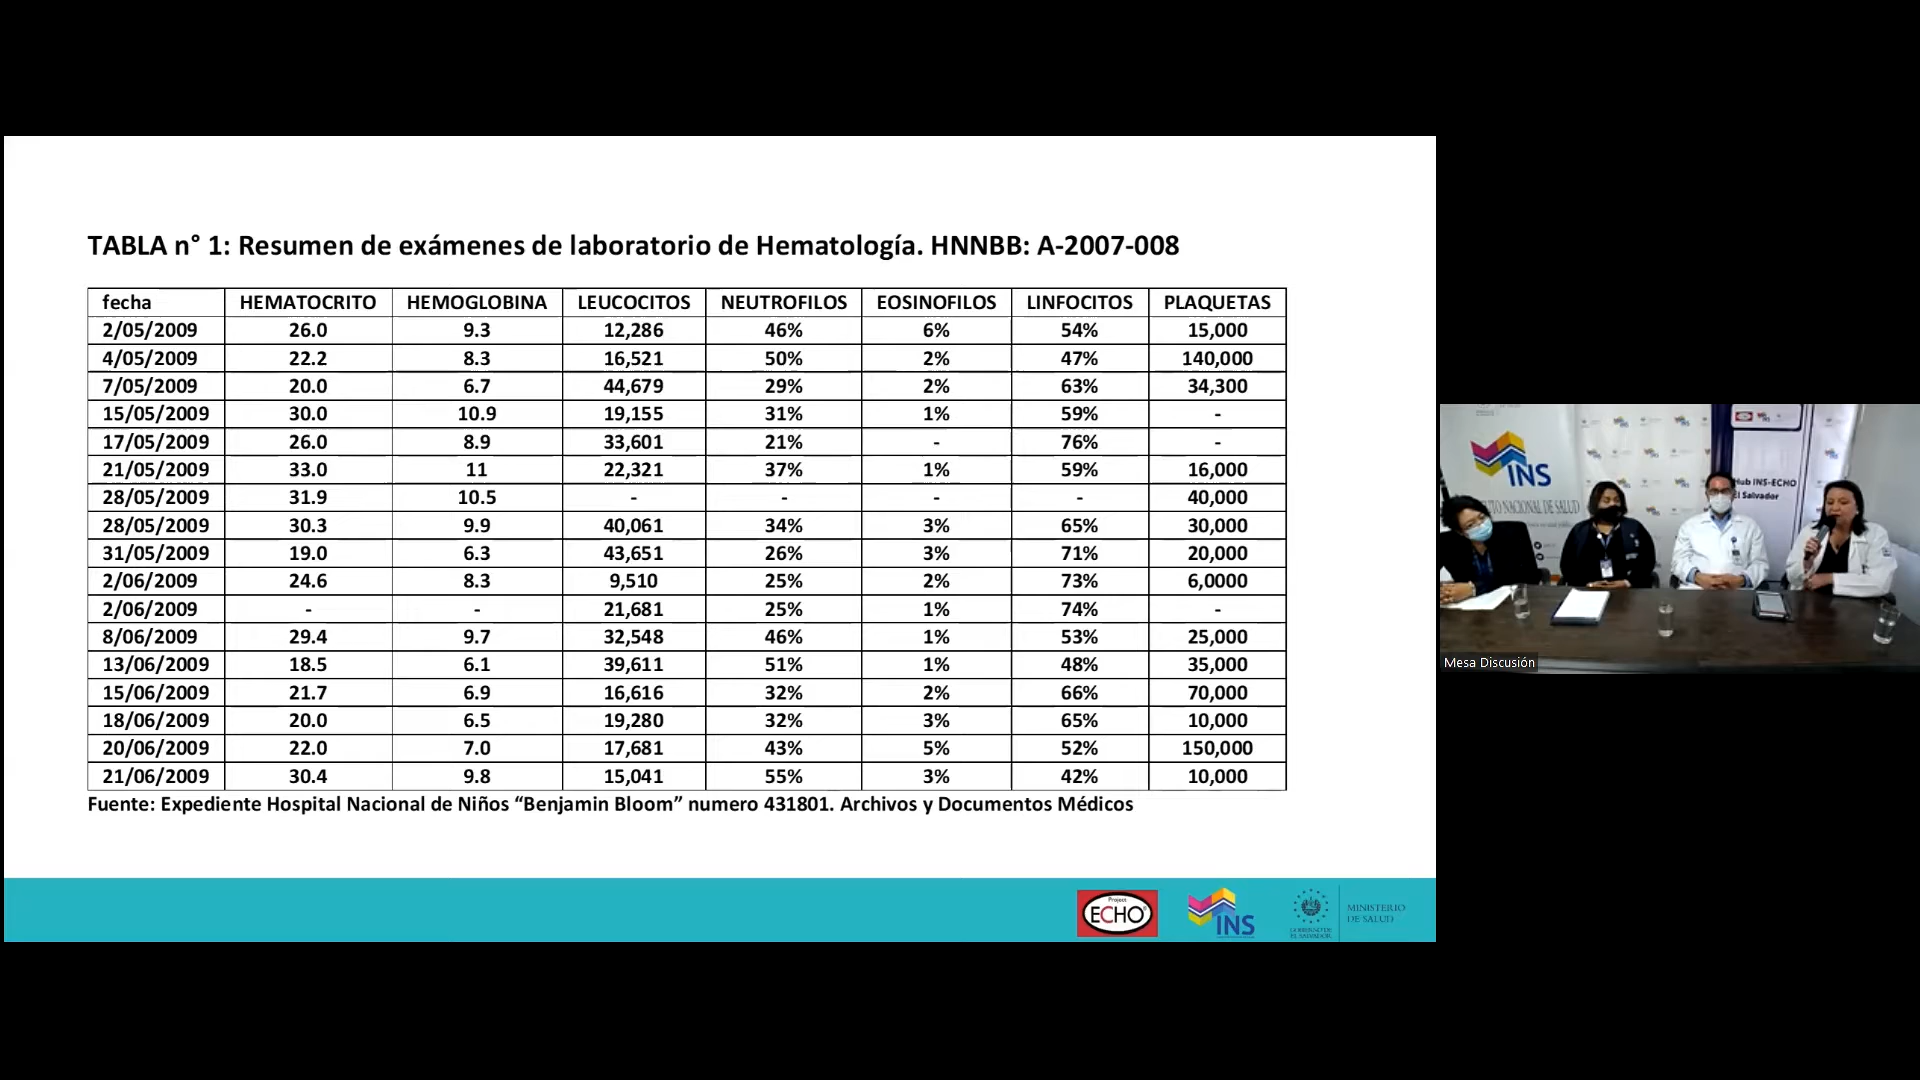 TABLA n° 1: Resumen de exámenes de laboratorio de Hematología. HNNBB: A-2007-008
fecha HEMATOCRITO HEMOGLOBINA LEUCOCITOS NEUTROFILOS EOSINOFILOS LINFOCITOS PLAQUETAS
2/05/2009 26.0 9.3 12,286 46% 6% 54% 15,000
4/05/2009 22.2 8.3 16,521 50% 2% 47% 140,000
7/05/2009 20.0 6.7 44,679 29% 2% 63% 34,300
15/05/2009 30.0 10.9 19,155 31% 1% 59% -
17/05/2009 26.0 8.9 33,601 21% - 76% -
21/05/2009 33.0 11 22,321 37% 1% 59% 16,000
28/05/2009 31.9 10.5 - - - - 40,000
28/05/2009 30.3 9.9 40,061 34% 3% 65% 30,000
31/05/2009 19.0 6.3 43,651 26% 3% 71% 20,000
2/06/2009 24.6 8.3 9,510 25% 2% 73% 6,0000
2/06/2009 - - 21,681 25% 1% 74% -
8/06/2009 29.4 9.7 32,548 46% 1% 53% 25,000
13/06/2009 18.5 6.1 39,611 51% 1% 48% 35,000
15/06/2009 21.7 6.9 16,616 32% 2% 66% 70,000
18/06/2009 20.0 6.5 19,280 32% 3% 65% 10,000
20/06/2009 22.0 7.0 17,681 43% 5% 52% 150,000
21/06/2009 30.4 9.8 15,041 55% 3% 42% 10,000
Fuente: Expediente Hospital Nacional de Niños “Benjamin Bloom” numero 431801. Archivos y Documentos Médicos
Project
ECHO
INS
GOBIERNO DE
EL SALVADOR
MINISTERIO
DE SALUD
INS
NACIONAL DE SALUD
Hub INS-ECHO
El Salvador
Mesa Discusión